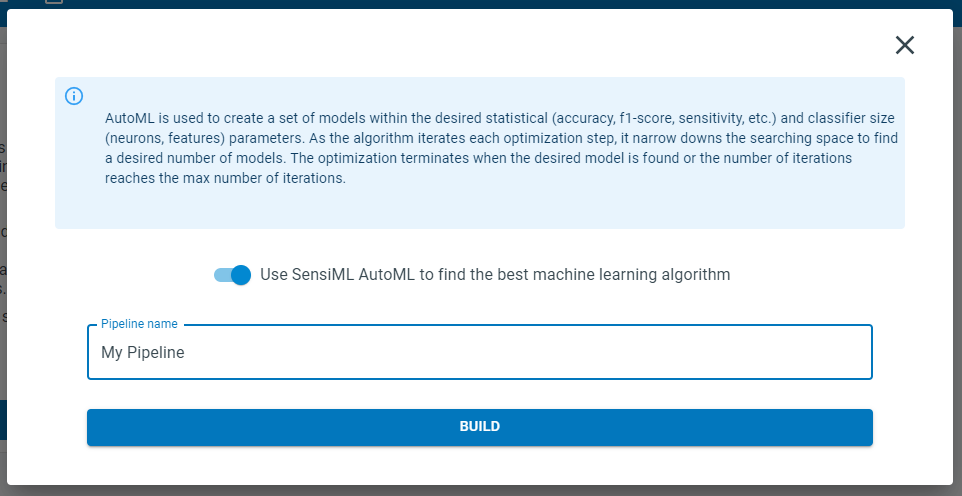 AutoML is used to create a set of models within the desired statistical (accuracy, f1-score, sensitivity, etc.) and classifier size
(neurons, features) parameters. As the algorithm iterates each optimization step, it narrow downs the searching space to find
a desired number of models. The optimization terminates when the desired model is found or the number of iterations
reaches the max number of iterations.
Use SensiML AutoML to find the best machine learning algorithm
Pipeline name
My Pipeline
BUILD